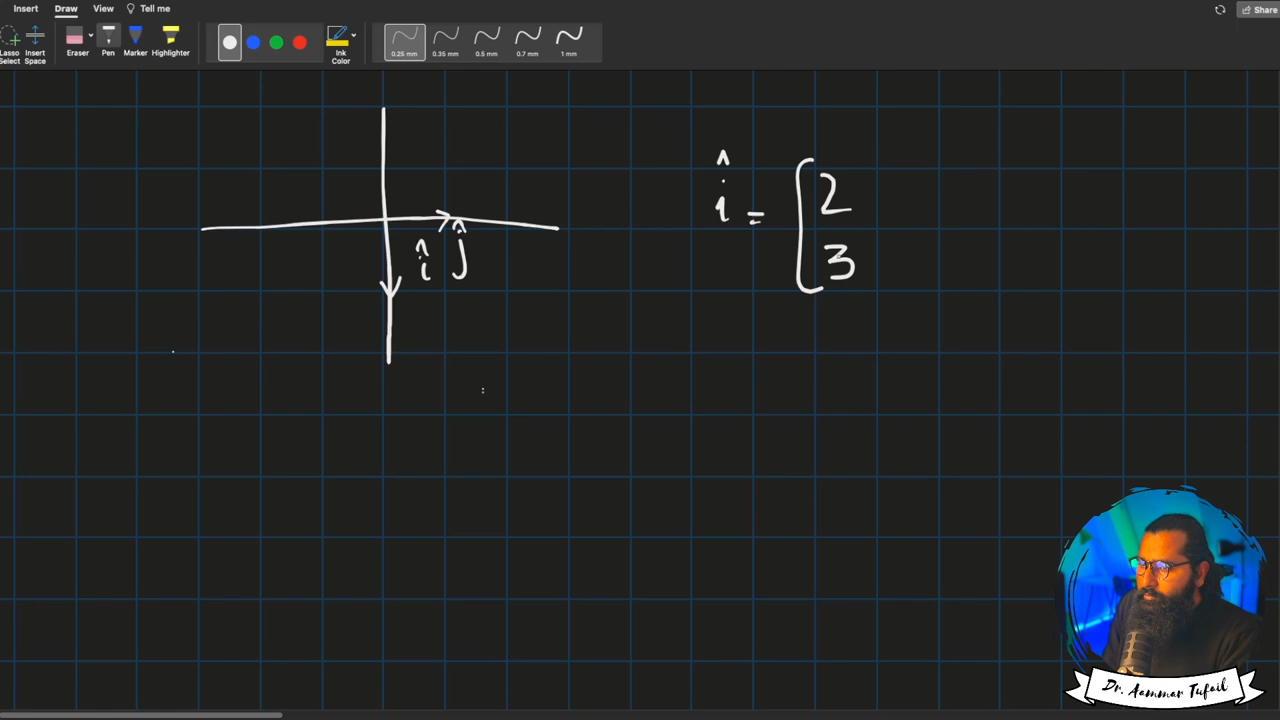 Insert Draw View Tell me Share
Lasso Select
Insert Space
Eraser
Pen
Marker
Highlighter
Ink Color
0.25 mm 0.35 mm 0.5 mm 0.7 mm 1 mm
î ĵ
î = [2
3
Dr. Aammar Tufail